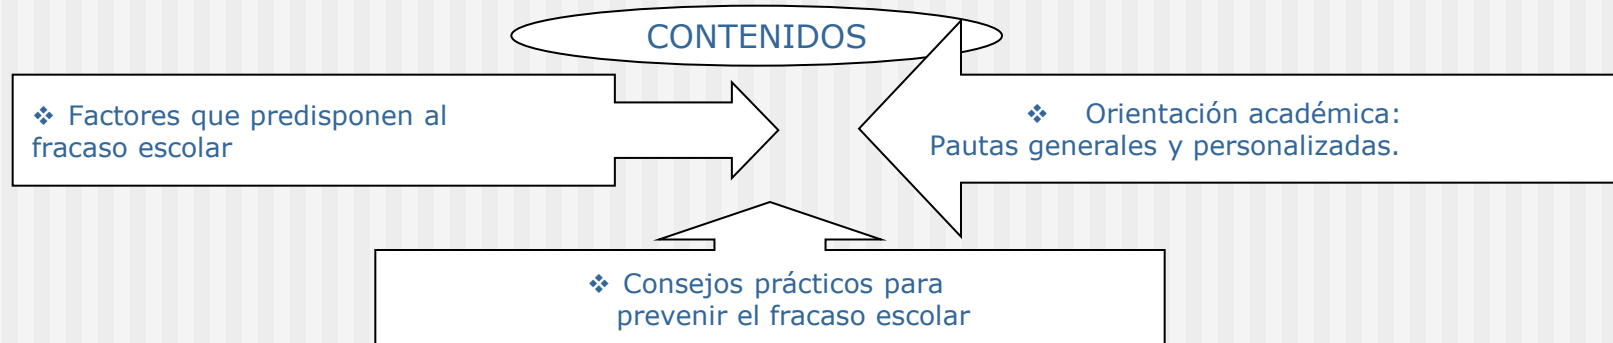 CONTENIDOS
❖ Factores que predisponen al
fracaso escolar
❖ Orientación académica:
Pautas generales y personalizadas.
❖ Consejos prácticos para
prevenir el fracaso escolar